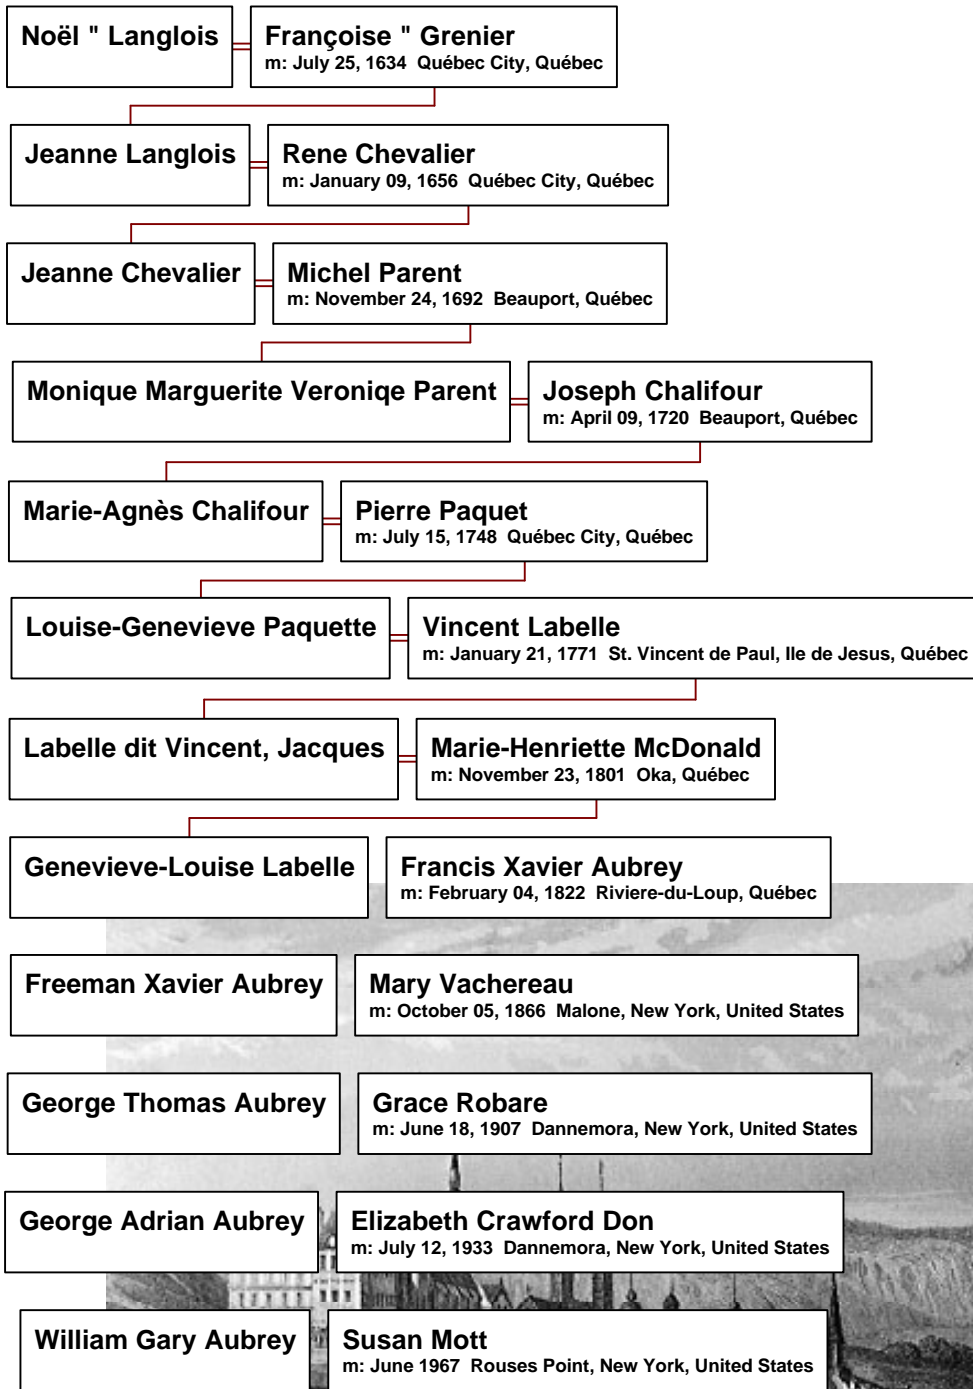 Noël " Langlois
Françoise " Grenier
m: July 25, 1634 Québec City, Québec
Jeanne Langlois
Rene Chevalier
m: January 09, 1656 Québec City, Québec
Jeanne Chevalier
Michel Parent
m: November 24, 1692 Beauport, Québec
Monique Marguerite Veroniqe Parent
Joseph Chalifour
m: April 09, 1720 Beauport, Québec
Marie-Agnès Chalifour
Pierre Paquet
m: July 15, 1748 Québec City, Québec
Louise-Genevieve Paquette
Vincent Labelle
m: January 21, 1771 St. Vincent de Paul, Ile de Jesus, Québec
Labelle dit Vincent, Jacques
Marie-Henriette McDonald
m: November 23, 1801 Oka, Québec
Genevieve-Louise Labelle
Francis Xavier Aubrey
m: February 04, 1822 Riviere-du-Loup, Québec
Freeman Xavier Aubrey
Mary Vachereau
m: October 05, 1866 Malone, New York, United States
George Thomas Aubrey
Grace Robare
m: June 18, 1907 Dannemora, New York, United States
George Adrian Aubrey
Elizabeth Crawford Don
m: July 12, 1933 Dannemora, New York, United States
William Gary Aubrey
Susan Mott
m: June 1967 Rouses Point, New York, United States